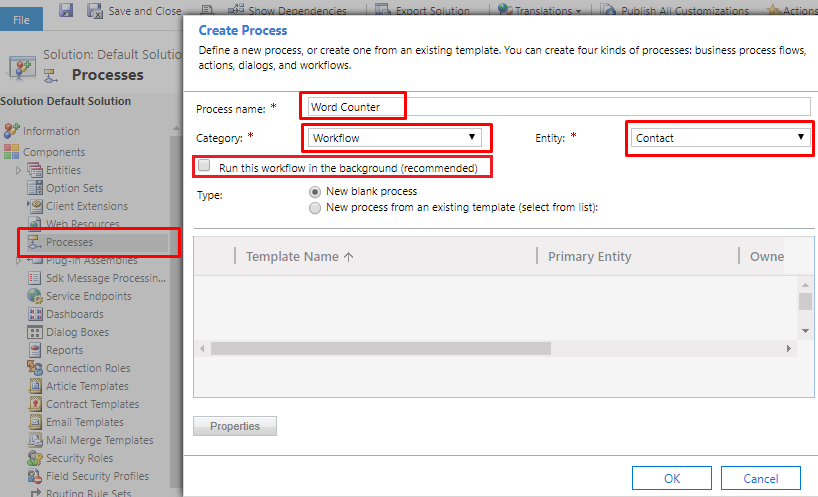 File
Save and Close
Show Dependencies
Export Solution
Translations
Publish All Customizations
Actions
Solution: Default Solution
Processes
Solution Default Solution
Information
Components
Entities
Option Sets
Client Extensions
Web Resources
Processes
Plug-in Assemblies
Sdk Message Processin...
Service Endpoints
Dashboards
Dialog Boxes
Reports
Connection Roles
Article Templates
Contract Templates
Email Templates
Mail Merge Templates
Security Roles
Field Security Profiles
Routing Rule Sets
Create Process
Define a new process, or create one from an existing template. You can create four kinds of processes: business process flows,
actions, dialogs, and workflows.
Process name: * Word Counter
Category: * Workflow Entity: * Contact
Run this workflow in the background (recommended)
Type: New blank process
New process from an existing template (select from list):
Template Name Primary Entity Owne
Properties
OK Cancel